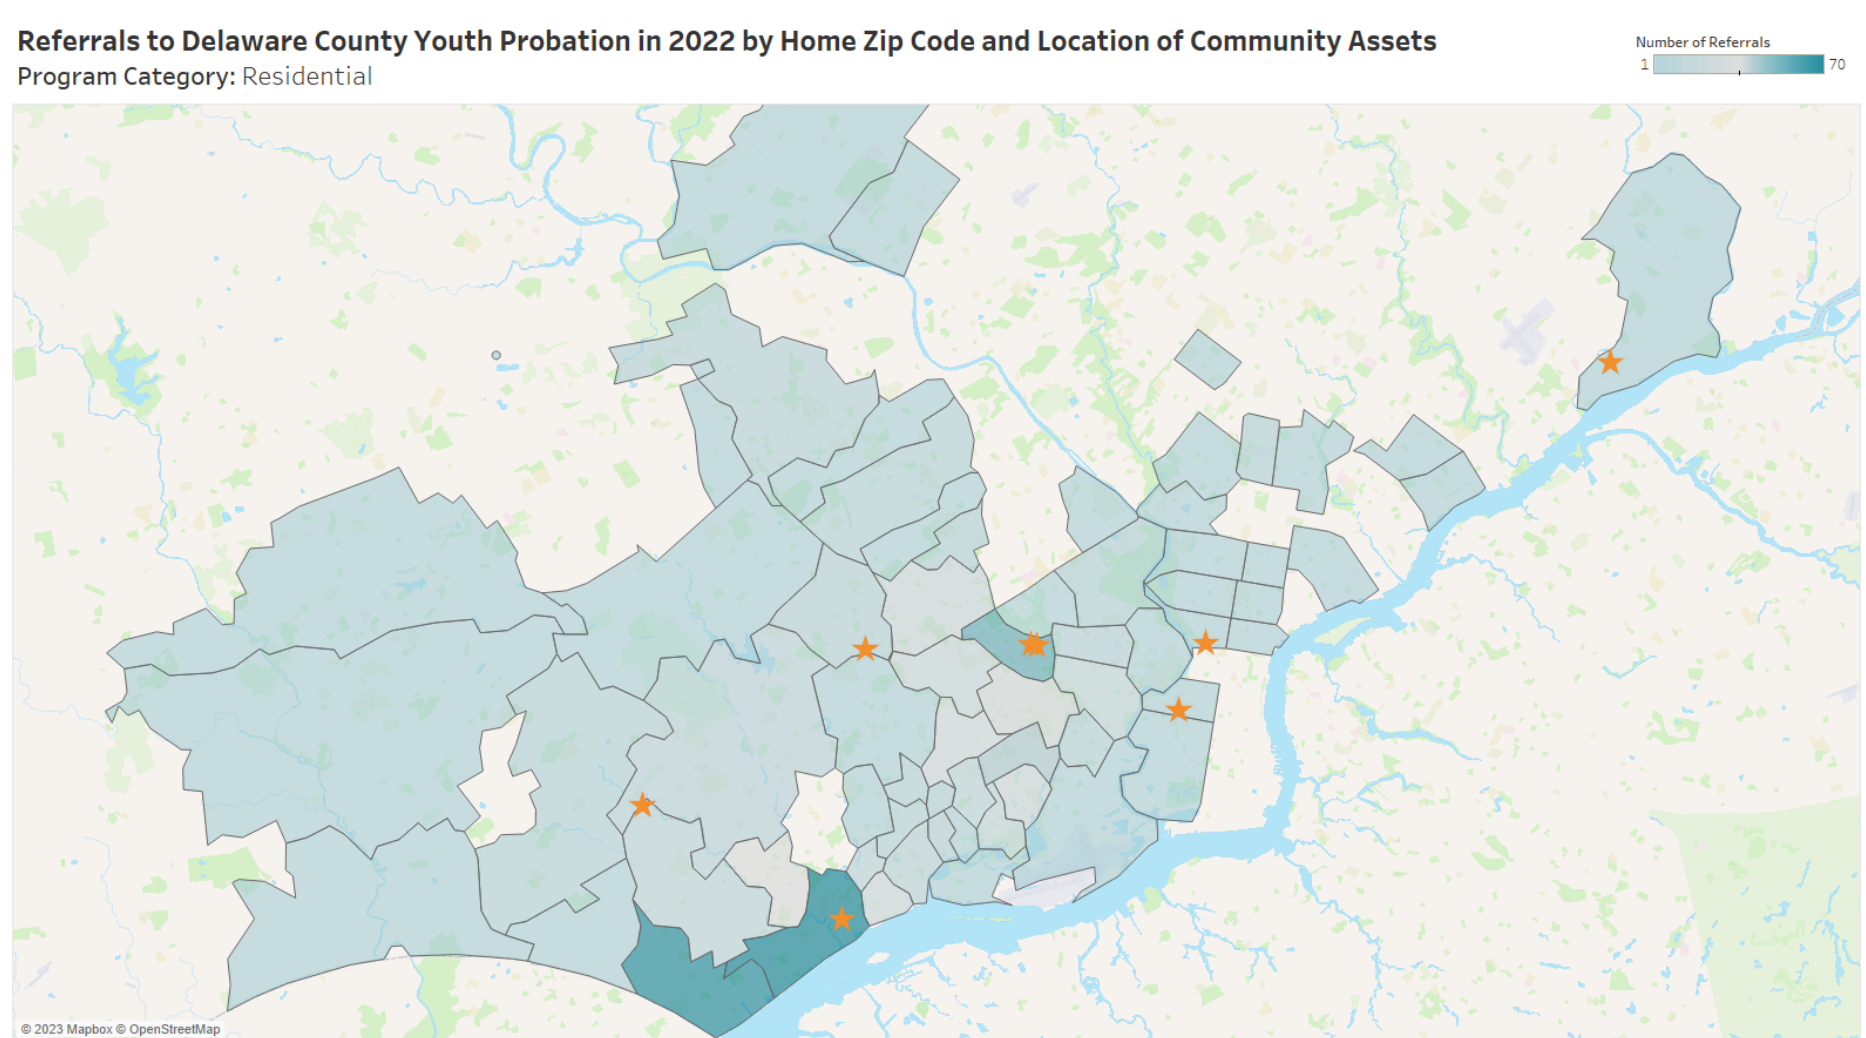 Referrals to Delaware County Youth Probation in 2022 by Home Zip Code and Location of Community Assets
Program Category: Residential
Number of Referrals
1 70
© 2023 Mapbox © OpenStreetMap